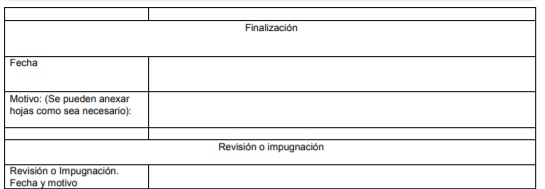 Finalización
Fecha
Motivo: (Se pueden anexar
hojas como sea necesario):
Revisión o impugnación
Revisión o Impugnación.
Fecha y motivo